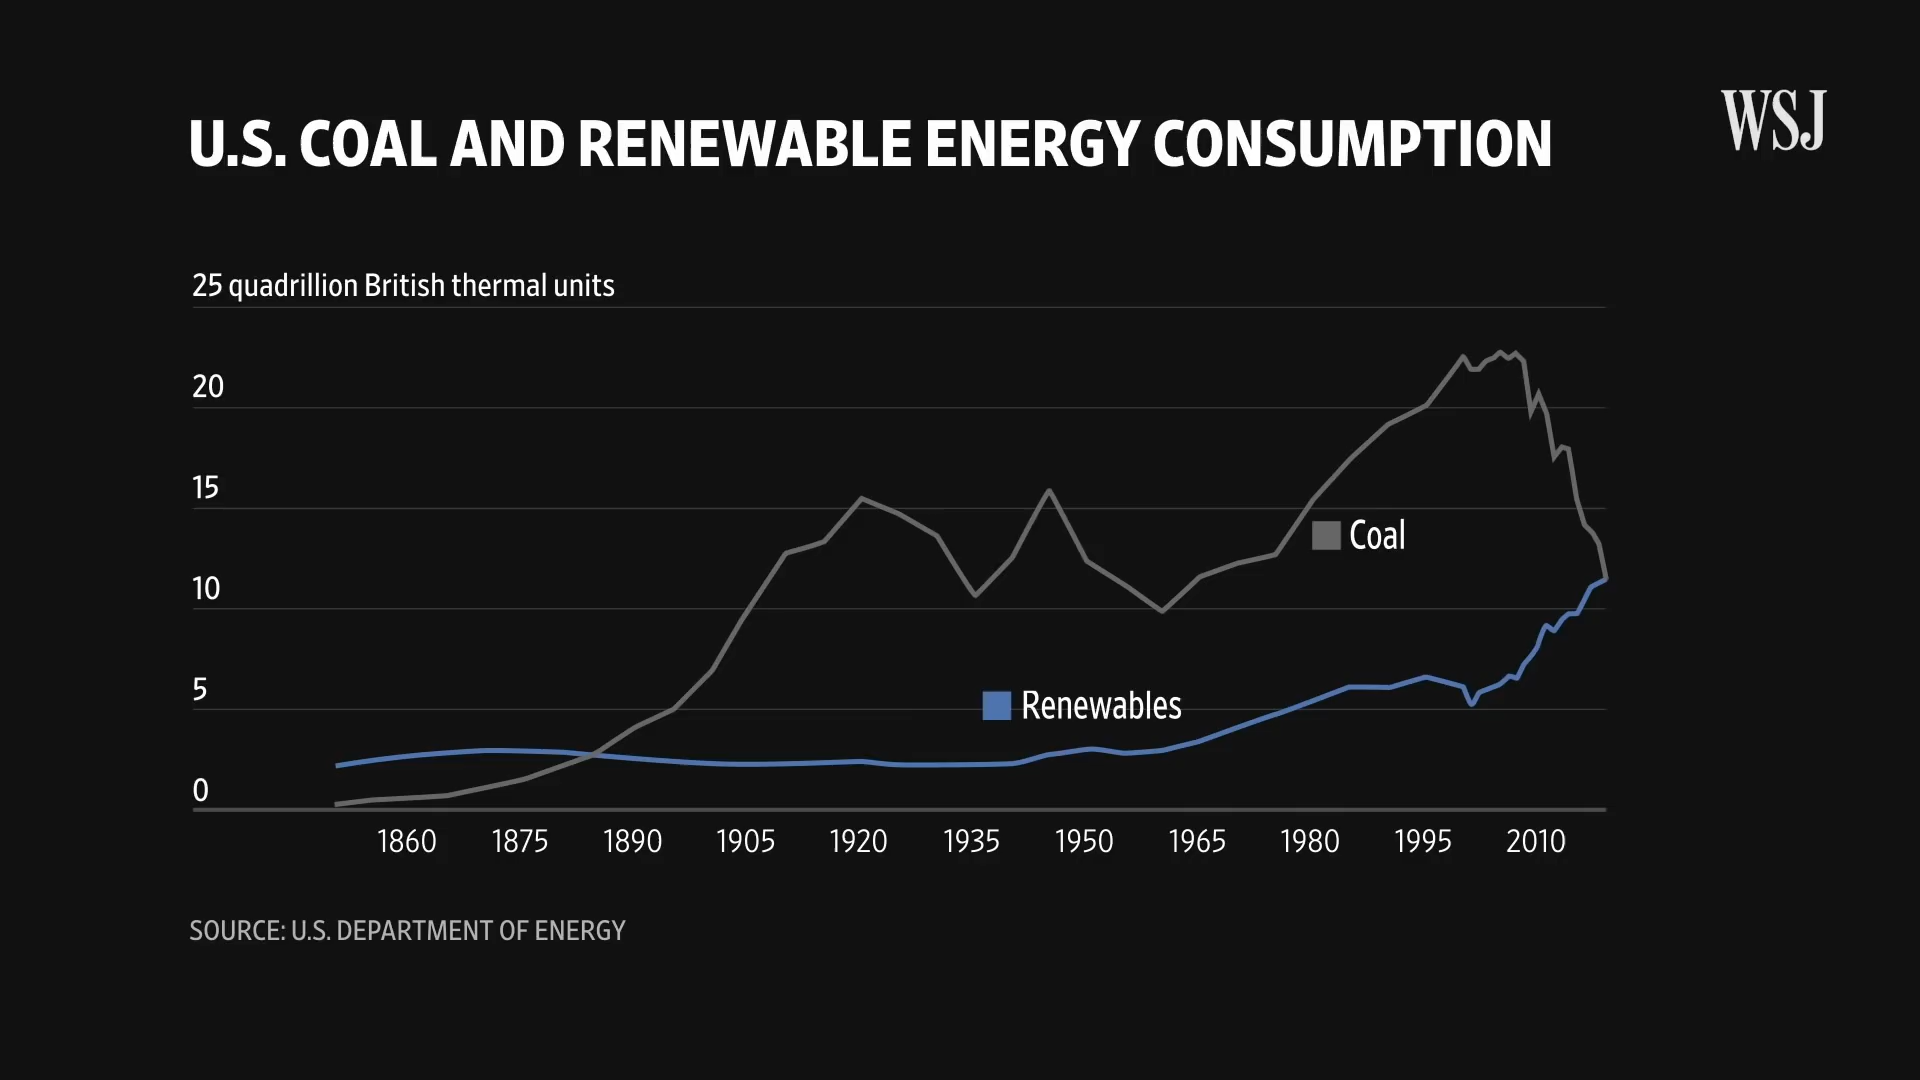 WSJ
U.S. COAL AND RENEWABLE ENERGY CONSUMPTION
25 quadrillion British thermal units
20
15
Coal
10
5
Renewables
0
1860 1875 1890 1905 1920 1935 1950 1965 1980 1995 2010
SOURCE: U.S. DEPARTMENT OF ENERGY